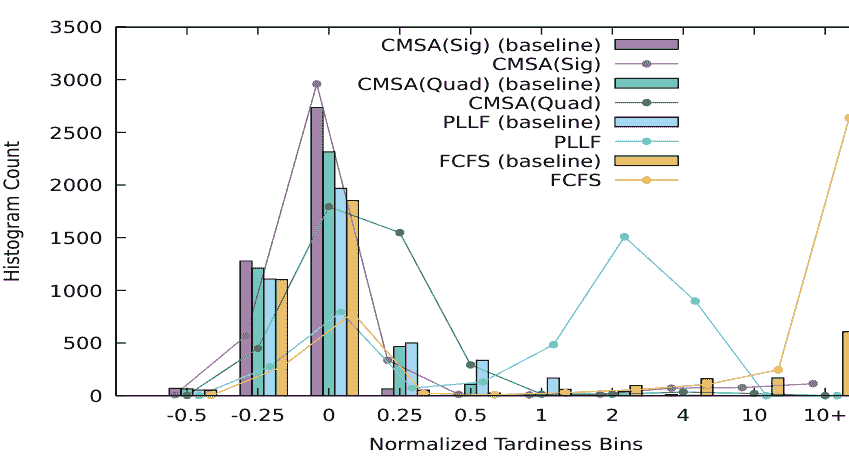 3500
3000
2500
2000
1500
1000
500
0
Histogram Count
CMSA(Sig) (baseline)
CMSA(Sig)
CMSA(Quad) (baseline)
CMSA(Quad)
PLLF (baseline)
PLLF
FCFS (baseline)
FCFS
-0.5 -0.25 0 0.25 0.5 1 2 4 10 10+
Normalized Tardiness Bins